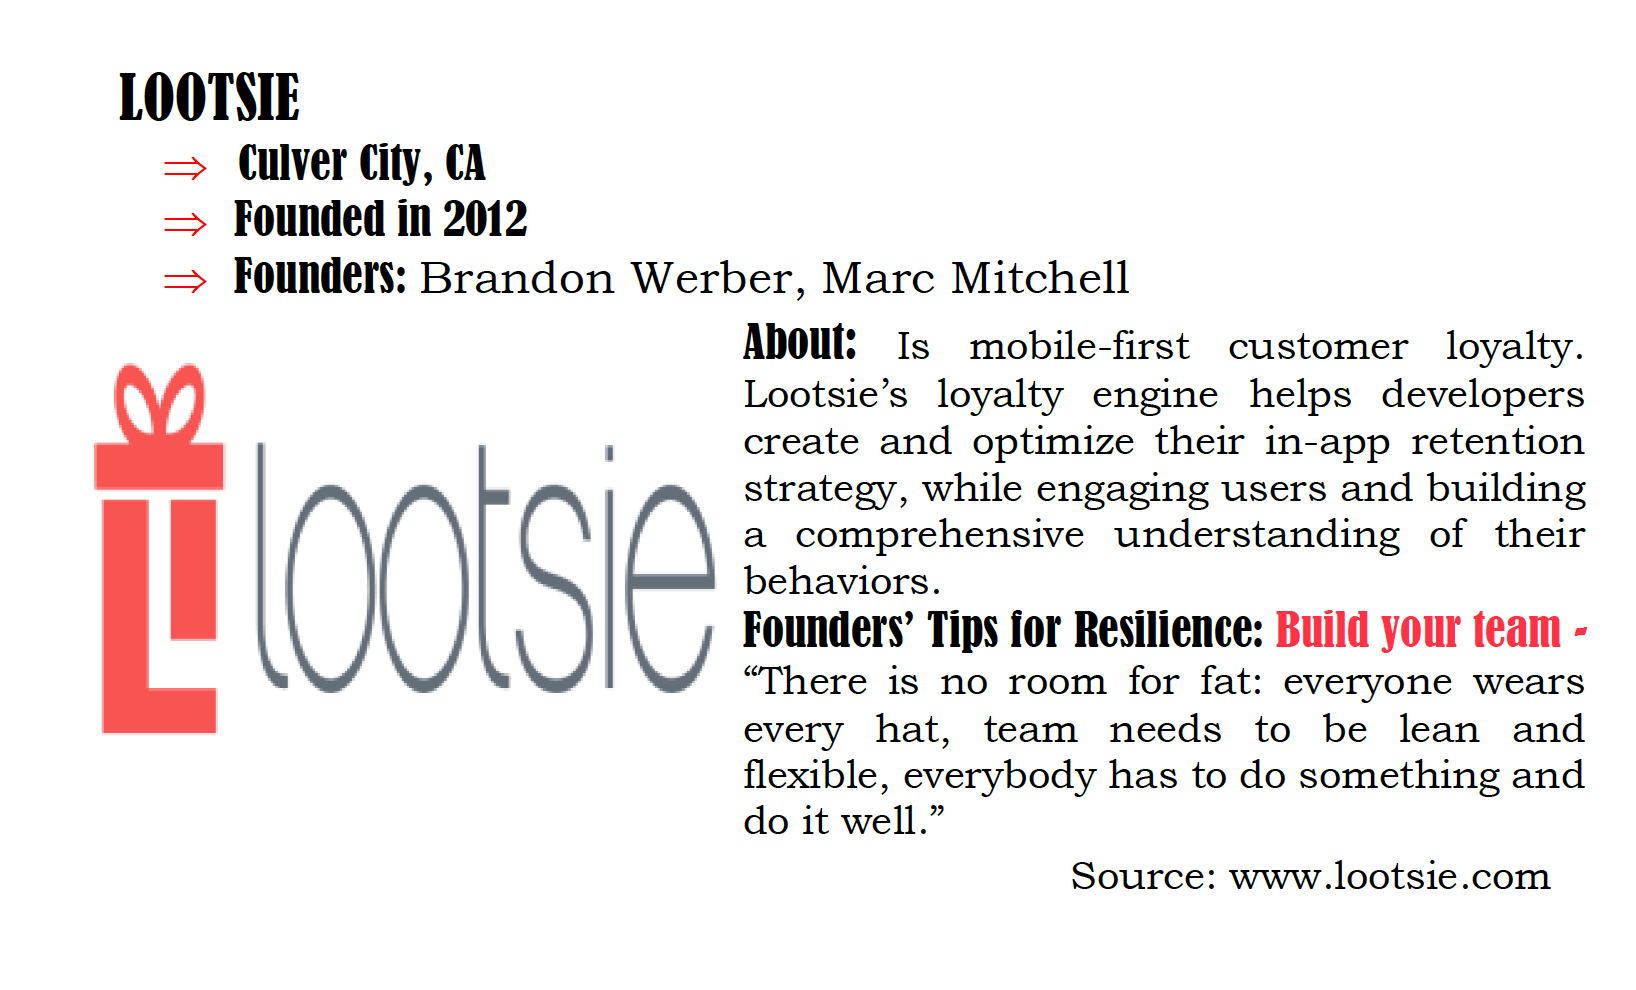 LOOTSIE
⇒ Culver City, CA
⇒ Founded in 2012
⇒ Founders: Brandon Werber, Marc Mitchell
lootsie
About: Is mobile-first customer loyalty.
Lootsie’s loyalty engine helps developers
create and optimize their in-app retention
strategy, while engaging users and building
a comprehensive understanding of their
behaviors.
Founders’ Tips for Resilience: Build your team -
“There is no room for fat: everyone wears
every hat, team needs to be lean and
flexible, everybody has to do something and
do it well.”
Source: www.lootsie.com